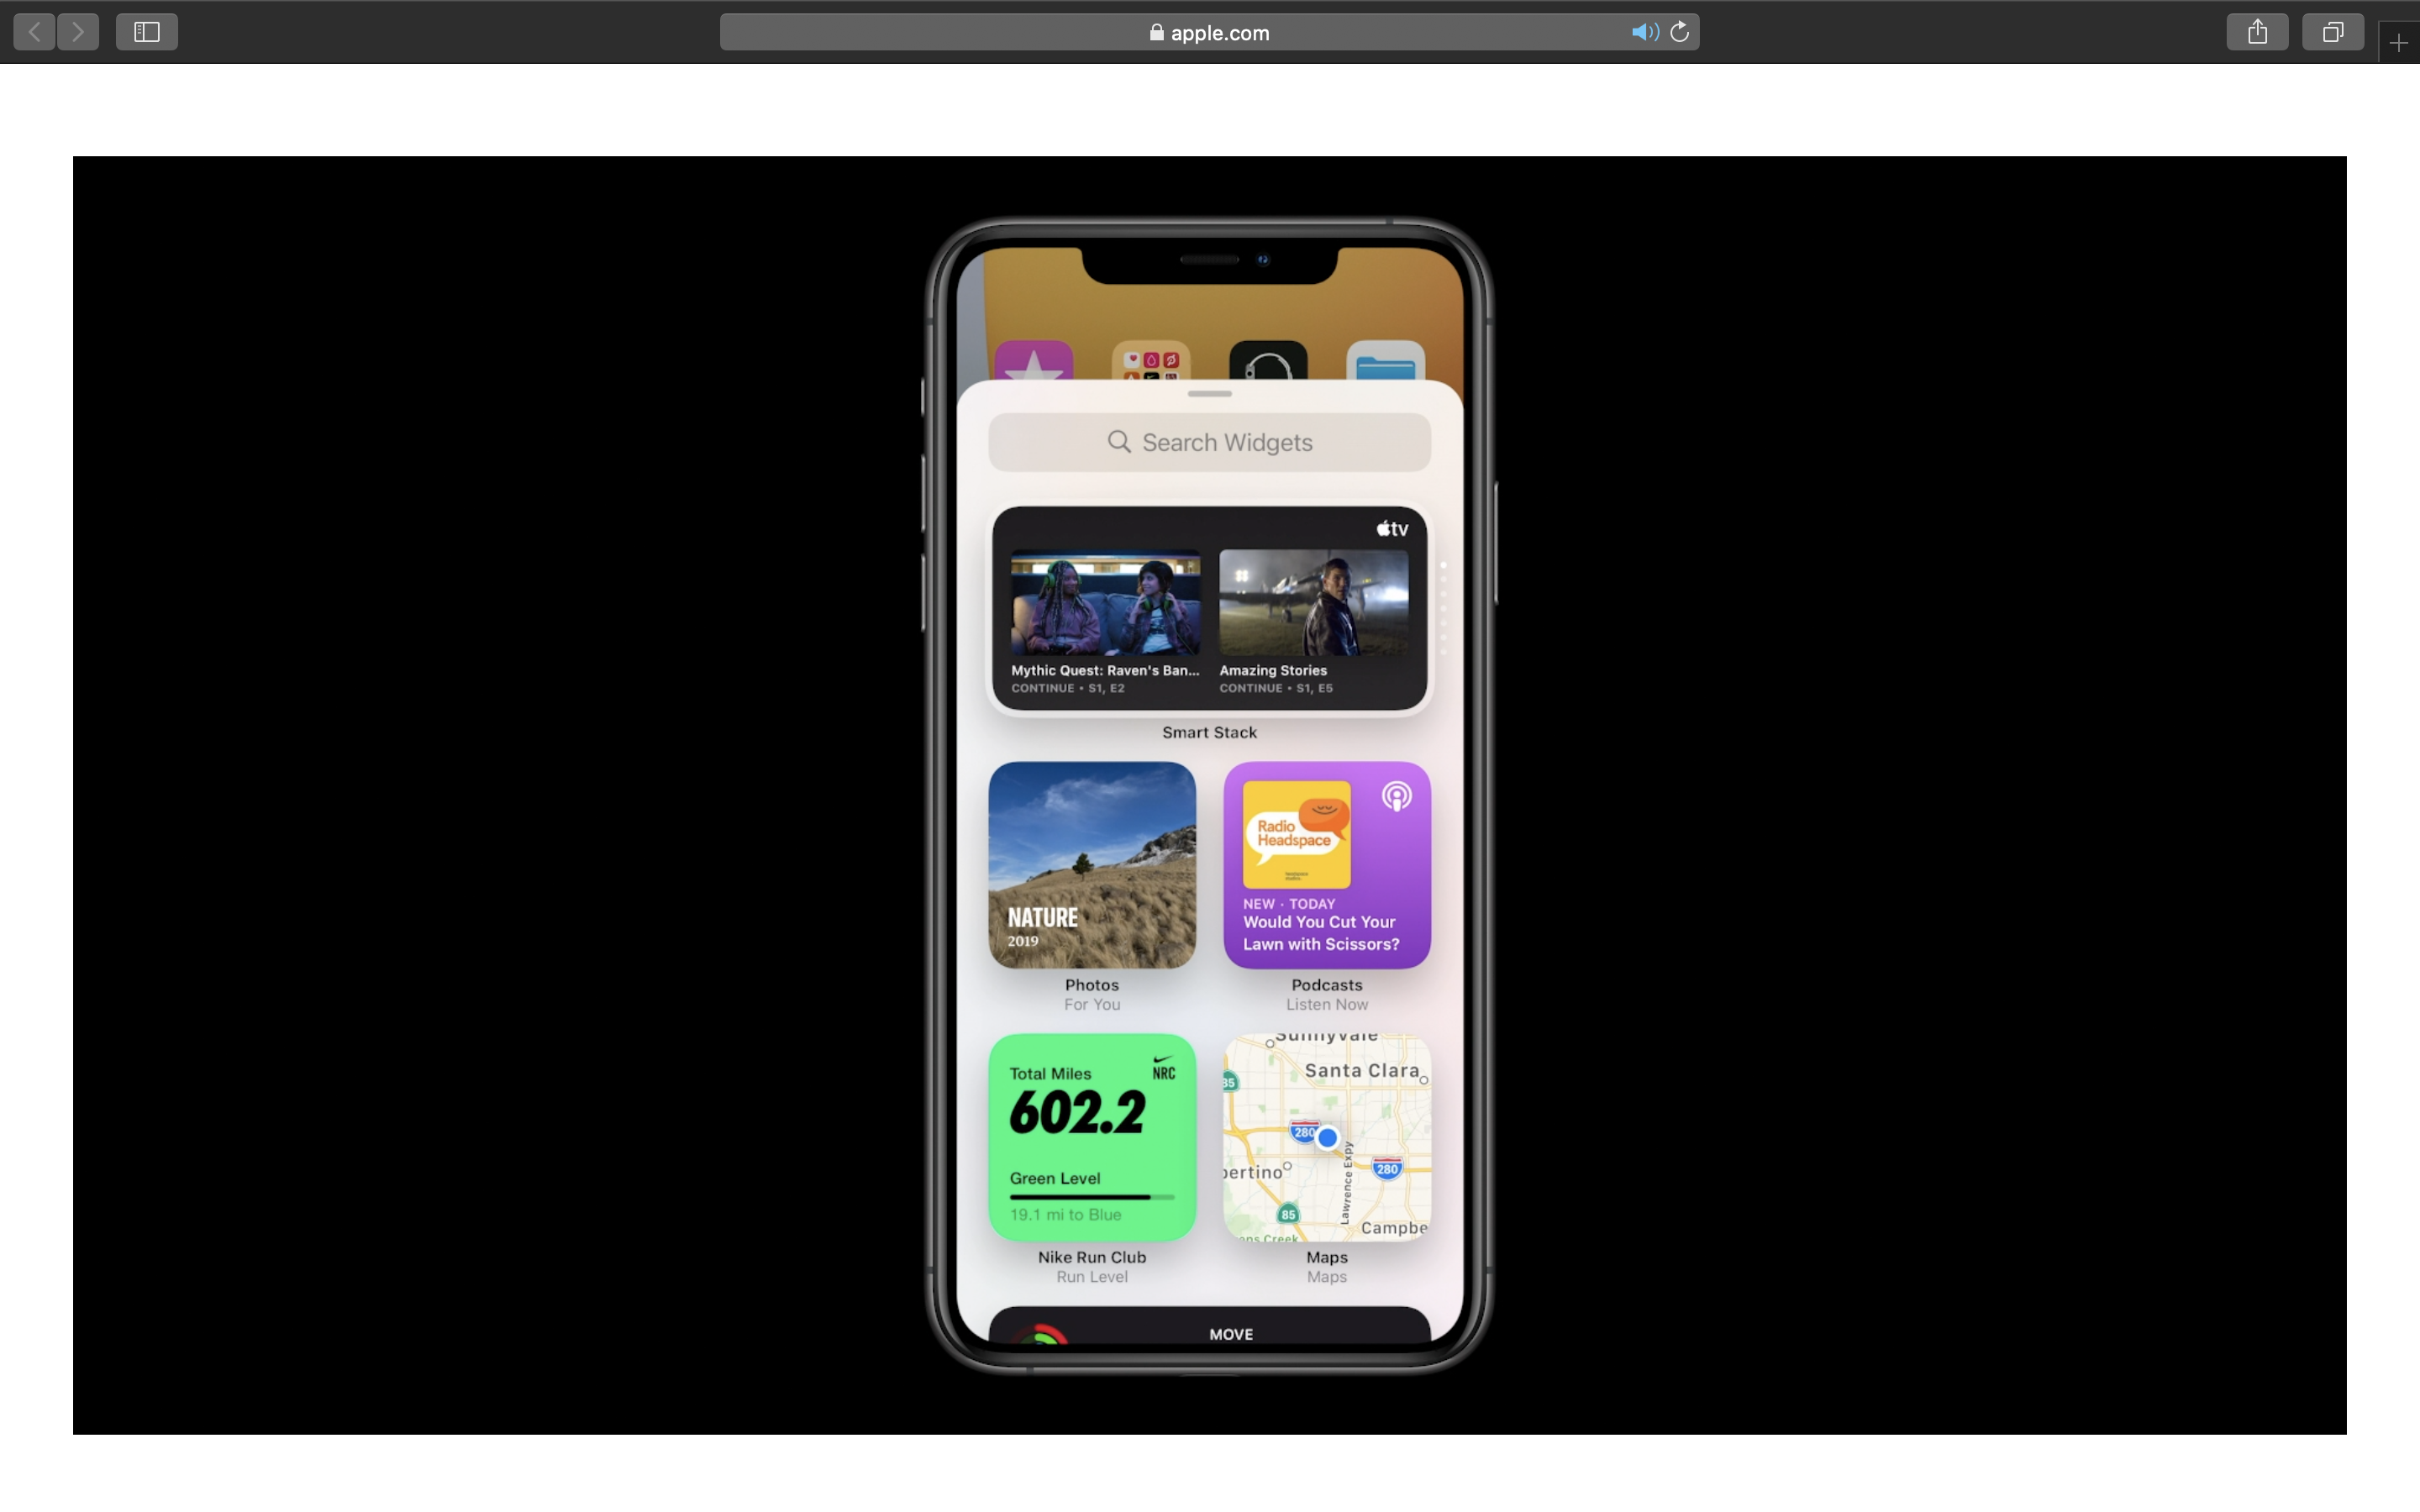 apple.com
Search Widgets
tv
Mythic Quest: Raven's Ban...
CONTINUE • S1, E2
Amazing Stories
CONTINUE • S1, E5
Smart Stack
NATURE
2019
Photos
For You
Radio
Headspace
NEW · TODAY
Would You Cut Your
Lawn with Scissors?
Podcasts
Listen Now
Total Miles
NRC
602.2
Green Level
19.1 mi to Blue
Nike Run Club
Run Level
Sunnyvale
Santa Clara
85
280
bertino
280
Lawrence Expy
85
Campbe
ens Creek
Maps
Maps
MOVE